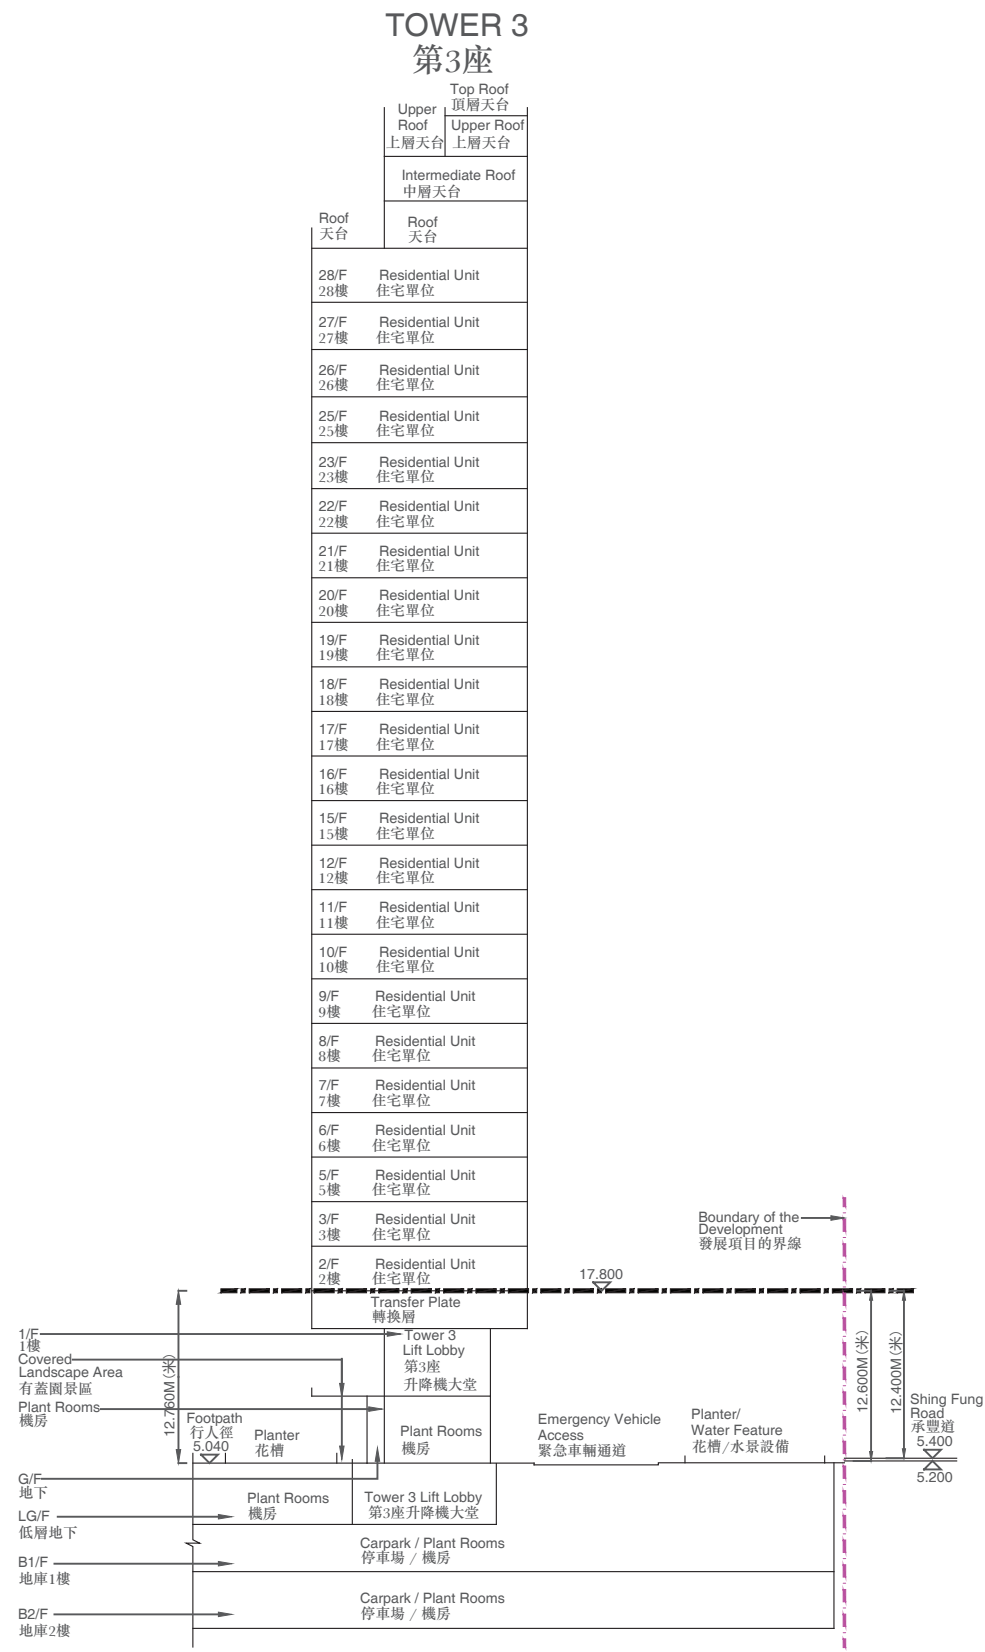 TOWER 3
第3座
Top Roof
頂層天台
Upper
Roof
上層天台
Upper Roof
上層天台
Intermediate Roof
中層天台
Roof
天台
Roof
天台
28/F Residential Unit
28樓 住宅單位
27/F Residential Unit
27樓 住宅單位
26/F Residential Unit
26樓 住宅單位
25/F Residential Unit
25樓 住宅單位
23/F Residential Unit
23樓 住宅單位
22/F Residential Unit
22樓 住宅單位
21/F Residential Unit
21樓 住宅單位
20/F Residential Unit
20樓 住宅單位
19/F Residential Unit
19樓 住宅單位
18/F Residential Unit
18樓 住宅單位
17/F Residential Unit
17樓 住宅單位
16/F Residential Unit
16樓 住宅單位
15/F Residential Unit
15樓 住宅單位
12/F Residential Unit
12樓 住宅單位
11/F Residential Unit
11樓 住宅單位
10/F Residential Unit
10樓 住宅單位
9/F Residential Unit
9樓 住宅單位
8/F Residential Unit
8樓 住宅單位
7/F Residential Unit
7樓 住宅單位
6/F Residential Unit
6樓 住宅單位
5/F Residential Unit
5樓 住宅單位
3/F Residential Unit
3樓 住宅單位
2/F Residential Unit
2樓 住宅單位
Boundary of the
Development
發展項目的界線
17.800
Transfer Plate
轉換層
1/F
1樓
Tower 3
Lift Lobby
第3座
升降機大堂
Covered
Landscape Area
有蓋園景區
Plant Rooms
機房
12.760M (米)
Footpath
行人徑
5.040
Planter
花槽
Plant Rooms
機房
Emergency Vehicle
Access
緊急車輛通道
Planter/
Water Feature
花槽/水景設備
12.600M (米)
12.400M (米)
Shing Fung
Road
承豐道
5.400
5.200
G/F
地下
LG/F
低層地下
Plant Rooms
機房
Tower 3 Lift Lobby
第3座升降機大堂
B1/F
地庫1樓
Carpark / Plant Rooms
停車場 / 機房
B2/F
地庫2樓
Carpark / Plant Rooms
停車場 / 機房